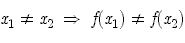 x₁ ≠ x₂ ⇒ f(x₁) ≠ f(x₂)